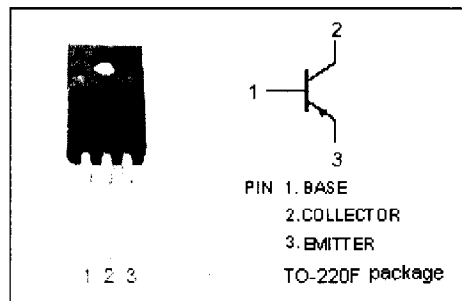 2
1
3
PIN 1. BASE
2.COLLECTOR
3. EMITTER
1 2 3
TO-220F package